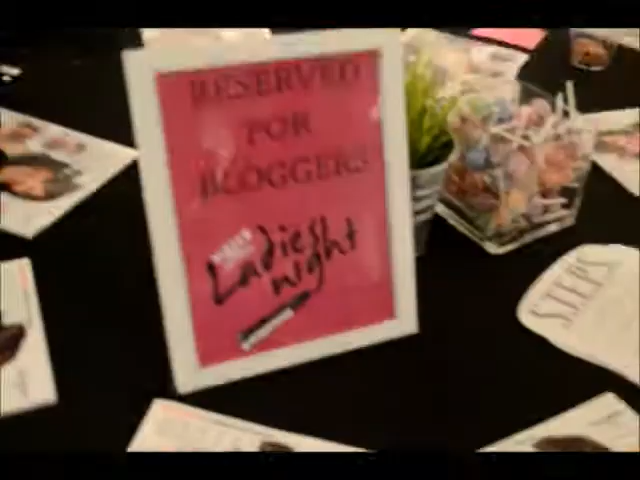 RESERVED
FOR
BLOGGERS
Ladies
night
STEPS